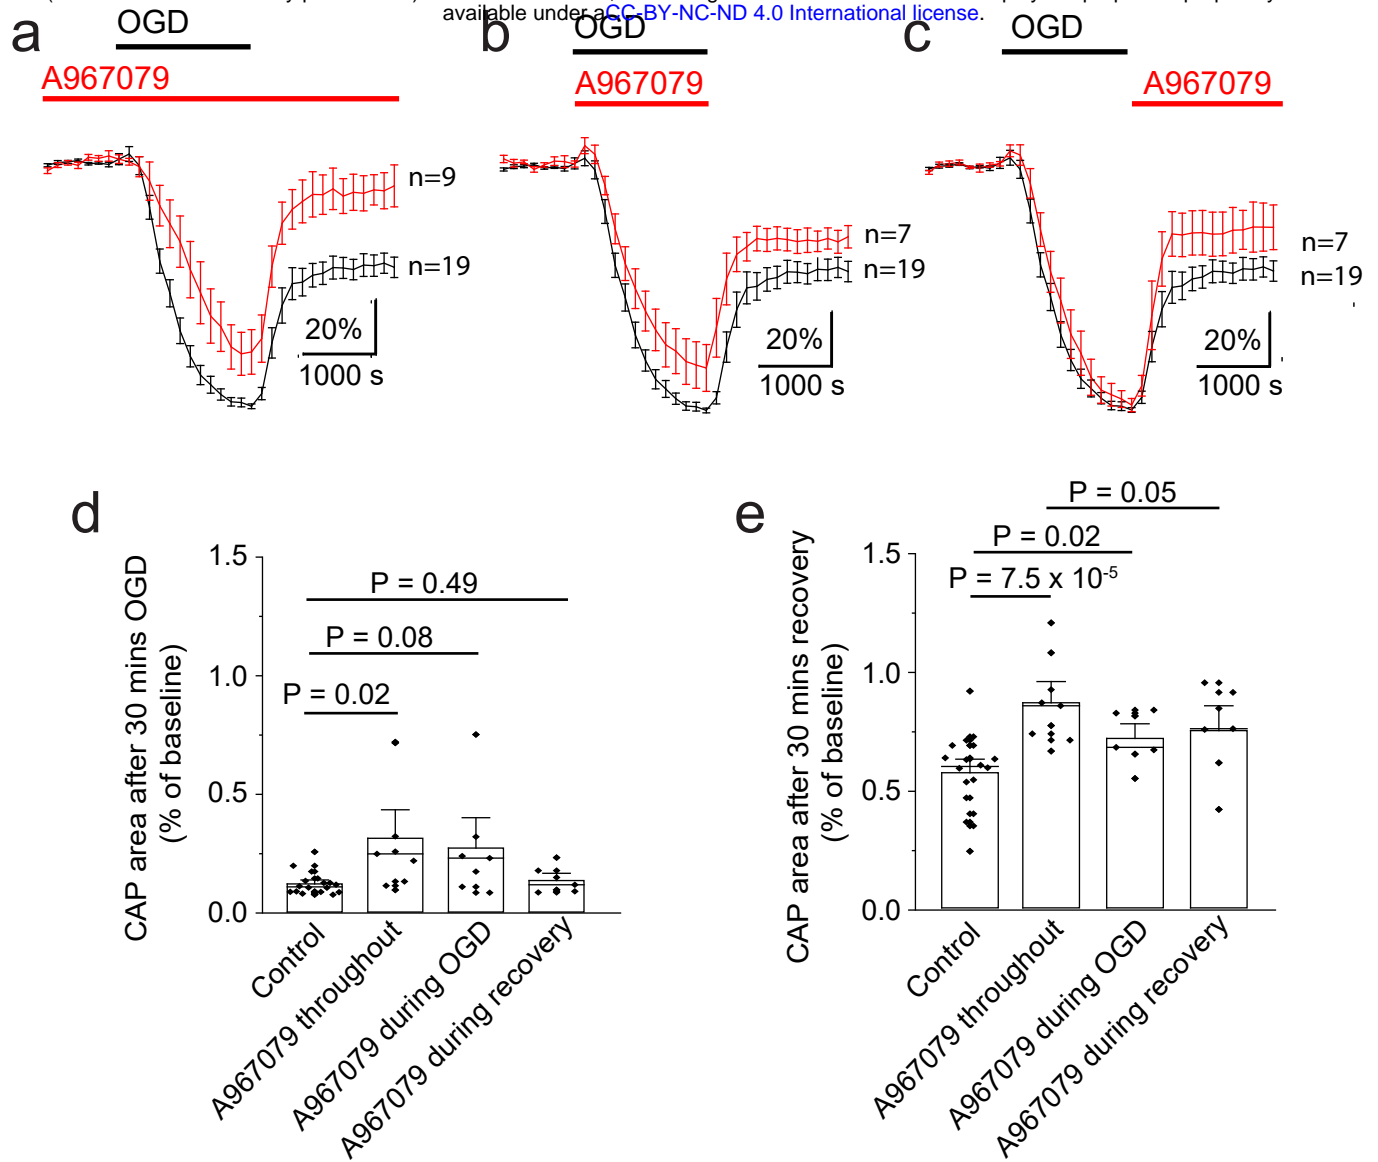 available under aCC-BY-NC-ND 4.0 International license.
a
OGD
A967079
n=9
n=19
20%
1000 s
b
OGD
A967079
n=7
n=19
20%
1000 s
c
OGD
A967079
n=7
n=19
20%
1000 s
d
CAP area after 30 mins OGD
(% of baseline)
1.5
1.0
0.5
0.0
P = 0.49
P = 0.08
P = 0.02
Control
A967079 throughout
A967079 during OGD
A967079 during recovery
e
CAP area after 30 mins recovery
(% of baseline)
1.5
1.0
0.5
0.0
P = 0.05
P = 0.02
P = 7.5 x 10⁻⁵
Control
A967079 throughout
A967079 during OGD
A967079 during recovery